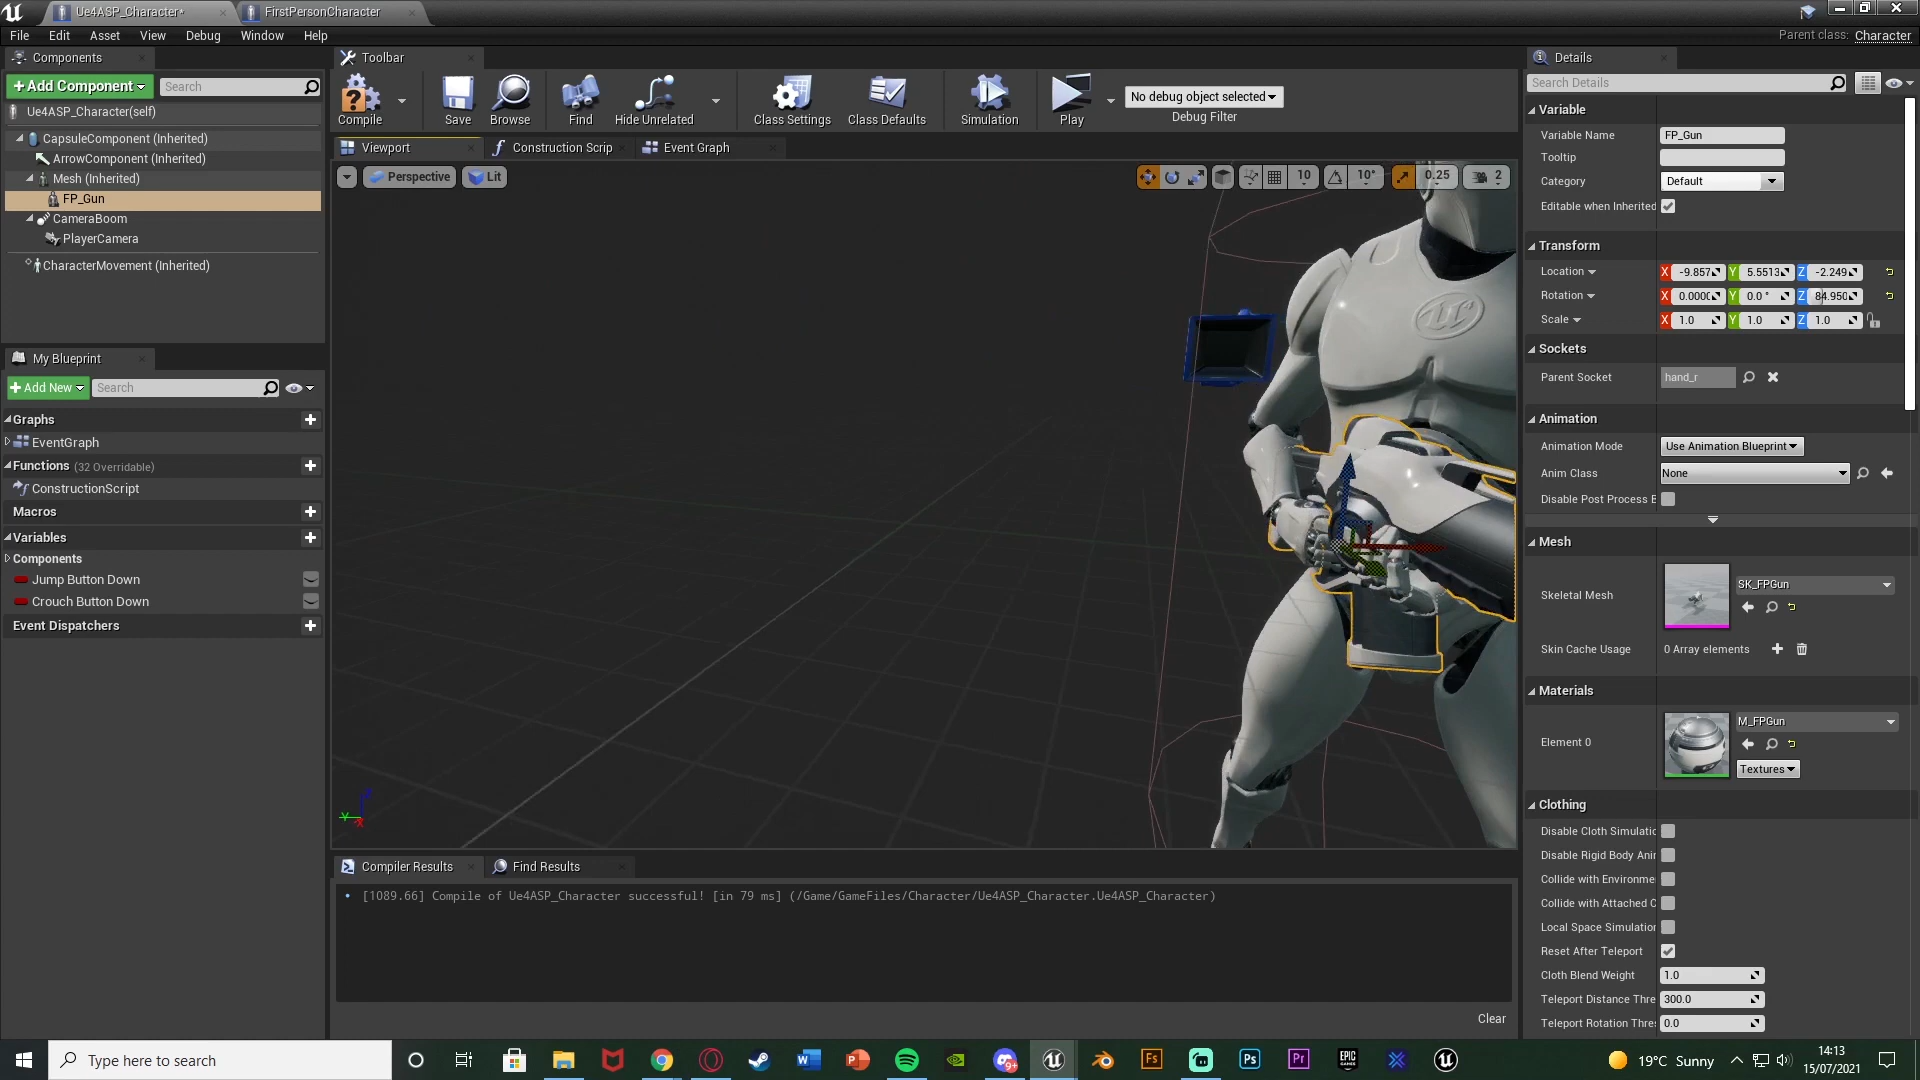 Ue4ASP_Character*
FirstPersonCharacter
File Edit Asset View Debug Window Help
Parent class: Character
Components
Toolbar
Details
+Add Component
Search
Search Details
Ue4ASP_Character(self)
CapsuleComponent (Inherited)
ArrowComponent (Inherited)
Mesh (Inherited)
FP_Gun
CameraBoom
PlayerCamera
CharacterMovement (Inherited)
Compile
Save
Browse
Find
Hide Unrelated
Class Settings
Class Defaults
Simulation
Play
No debug object selected
Debug Filter
Viewport
Construction Scrip
Event Graph
Perspective
Lit
10
10°
0.25
2
My Blueprint
+Add New
Search
Graphs
EventGraph
Functions (32 Overridable)
ConstructionScript
Macros
Variables
Components
Jump Button Down
Crouch Button Down
Event Dispatchers
Variable
Variable Name FP_Gun
Tooltip
Category Default
Editable when Inherited
Transform
Location X -9.857 Y 5.5513 Z -2.249
Rotation X 0.000 Y 0.0 ° Z 84.950
Scale X 1.0 Y 1.0 Z 1.0
Sockets
Parent Socket hand_r
Animation
Animation Mode Use Animation Blueprint
Anim Class None
Disable Post Process B
Mesh
Skeletal Mesh SK_FPGun
Skin Cache Usage 0 Array elements
Materials
Element 0 M_FPGun
Textures
Clothing
Disable Cloth Simulatio
Disable Rigid Body Ani
Collide with Environme
Collide with Attached C
Local Space Simulation
Reset After Teleport
Cloth Blend Weight 1.0
Teleport Distance Thre 300.0
Teleport Rotation Thre 0.0
Compiler Results
Find Results
• [1089.66] Compile of Ue4ASP_Character successful! [in 79 ms] (/Game/GameFiles/Character/Ue4ASP_Character.Ue4ASP_Character)
Clear
Type here to search
19°C Sunny
14:13
15/07/2021